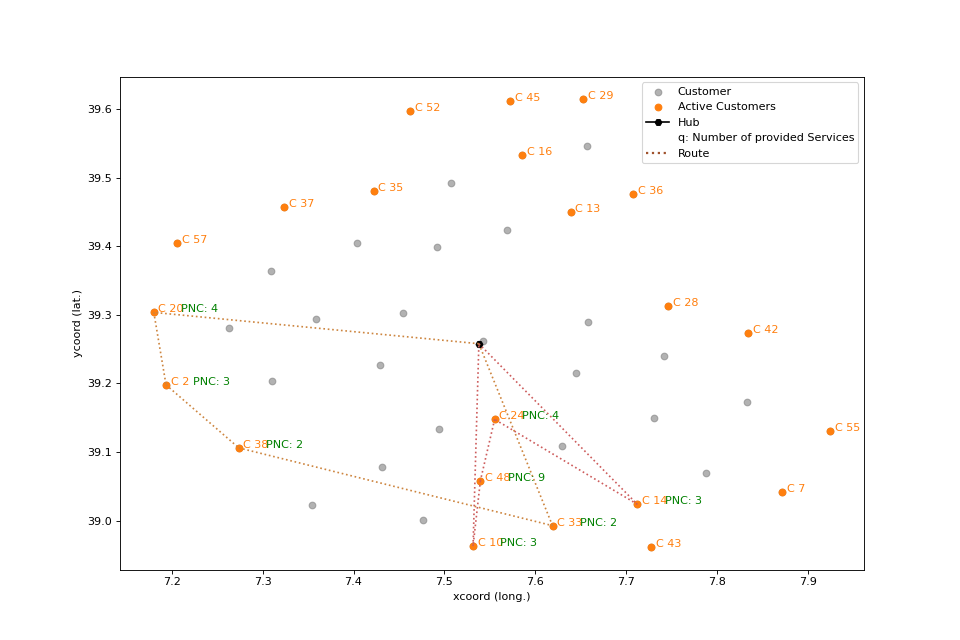 Customer
Active Customers
Hub
q: Number of provided Services
Route
C 52
C 45
C 29
C 16
C 35
C 36
C 37
C 13
C 57
C 20 PNC: 4
C 28
C 42
C 2 PNC: 3
C 24 PNC: 4
C 55
C 38 PNC: 2
C 48 PNC: 9
C 7
C 14 PNC: 3
C 33 PNC: 2
C 10 PNC: 3
C 43
39.6
39.5
39.4
39.3
39.2
39.1
39.0
ycoord (lat.)
7.2 7.3 7.4 7.5 7.6 7.7 7.8 7.9
xcoord (long.)